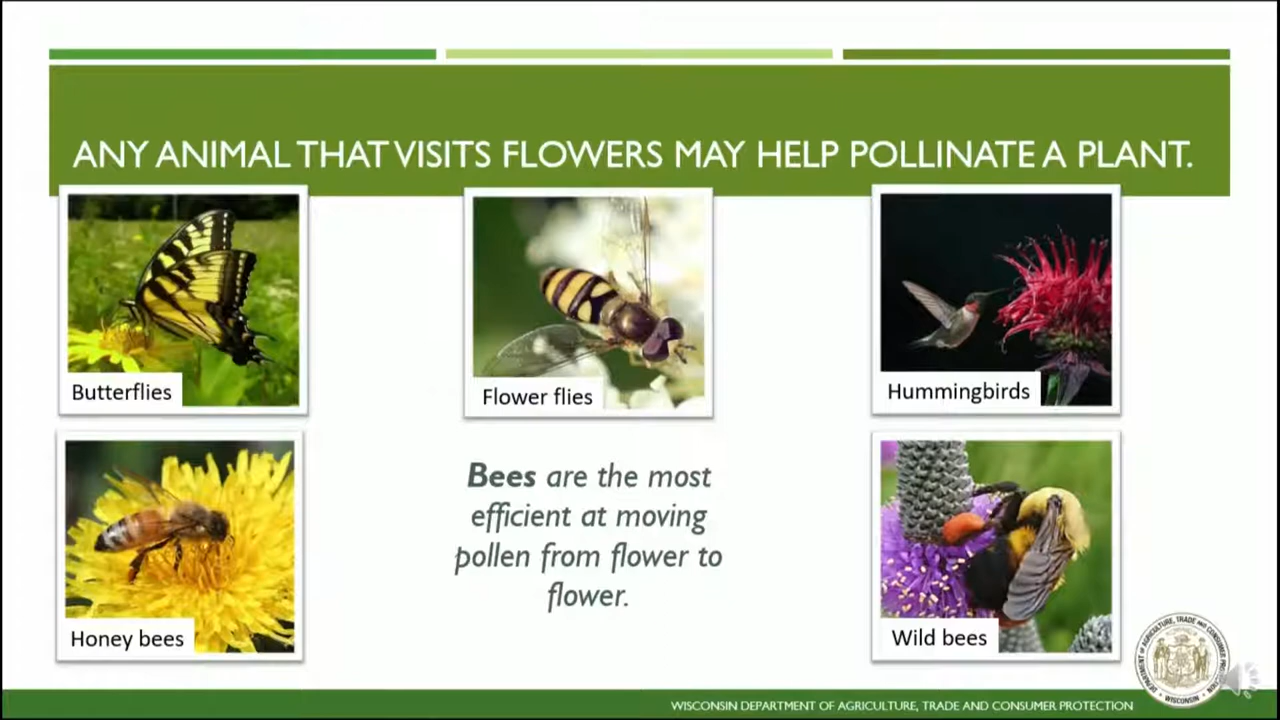 ANY ANIMAL THAT VISITS FLOWERS MAY HELP POLLINATE A PLANT.
Butterflies
Flower flies
Hummingbirds
Bees are the most
efficient at moving
pollen from flower to
flower.
Honey bees
Wild bees
WISCONSIN DEPARTMENT OF AGRICULTURE, TRADE AND CONSUMER PROTECTION